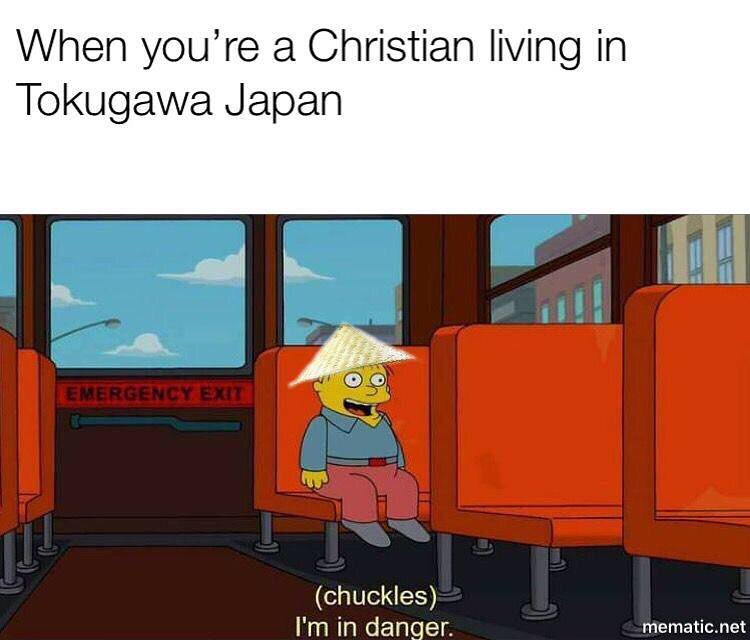 When you’re a Christian living in
Tokugawa Japan
EMERGENCY EXIT
(chuckles)
I'm in danger.
mematic.net